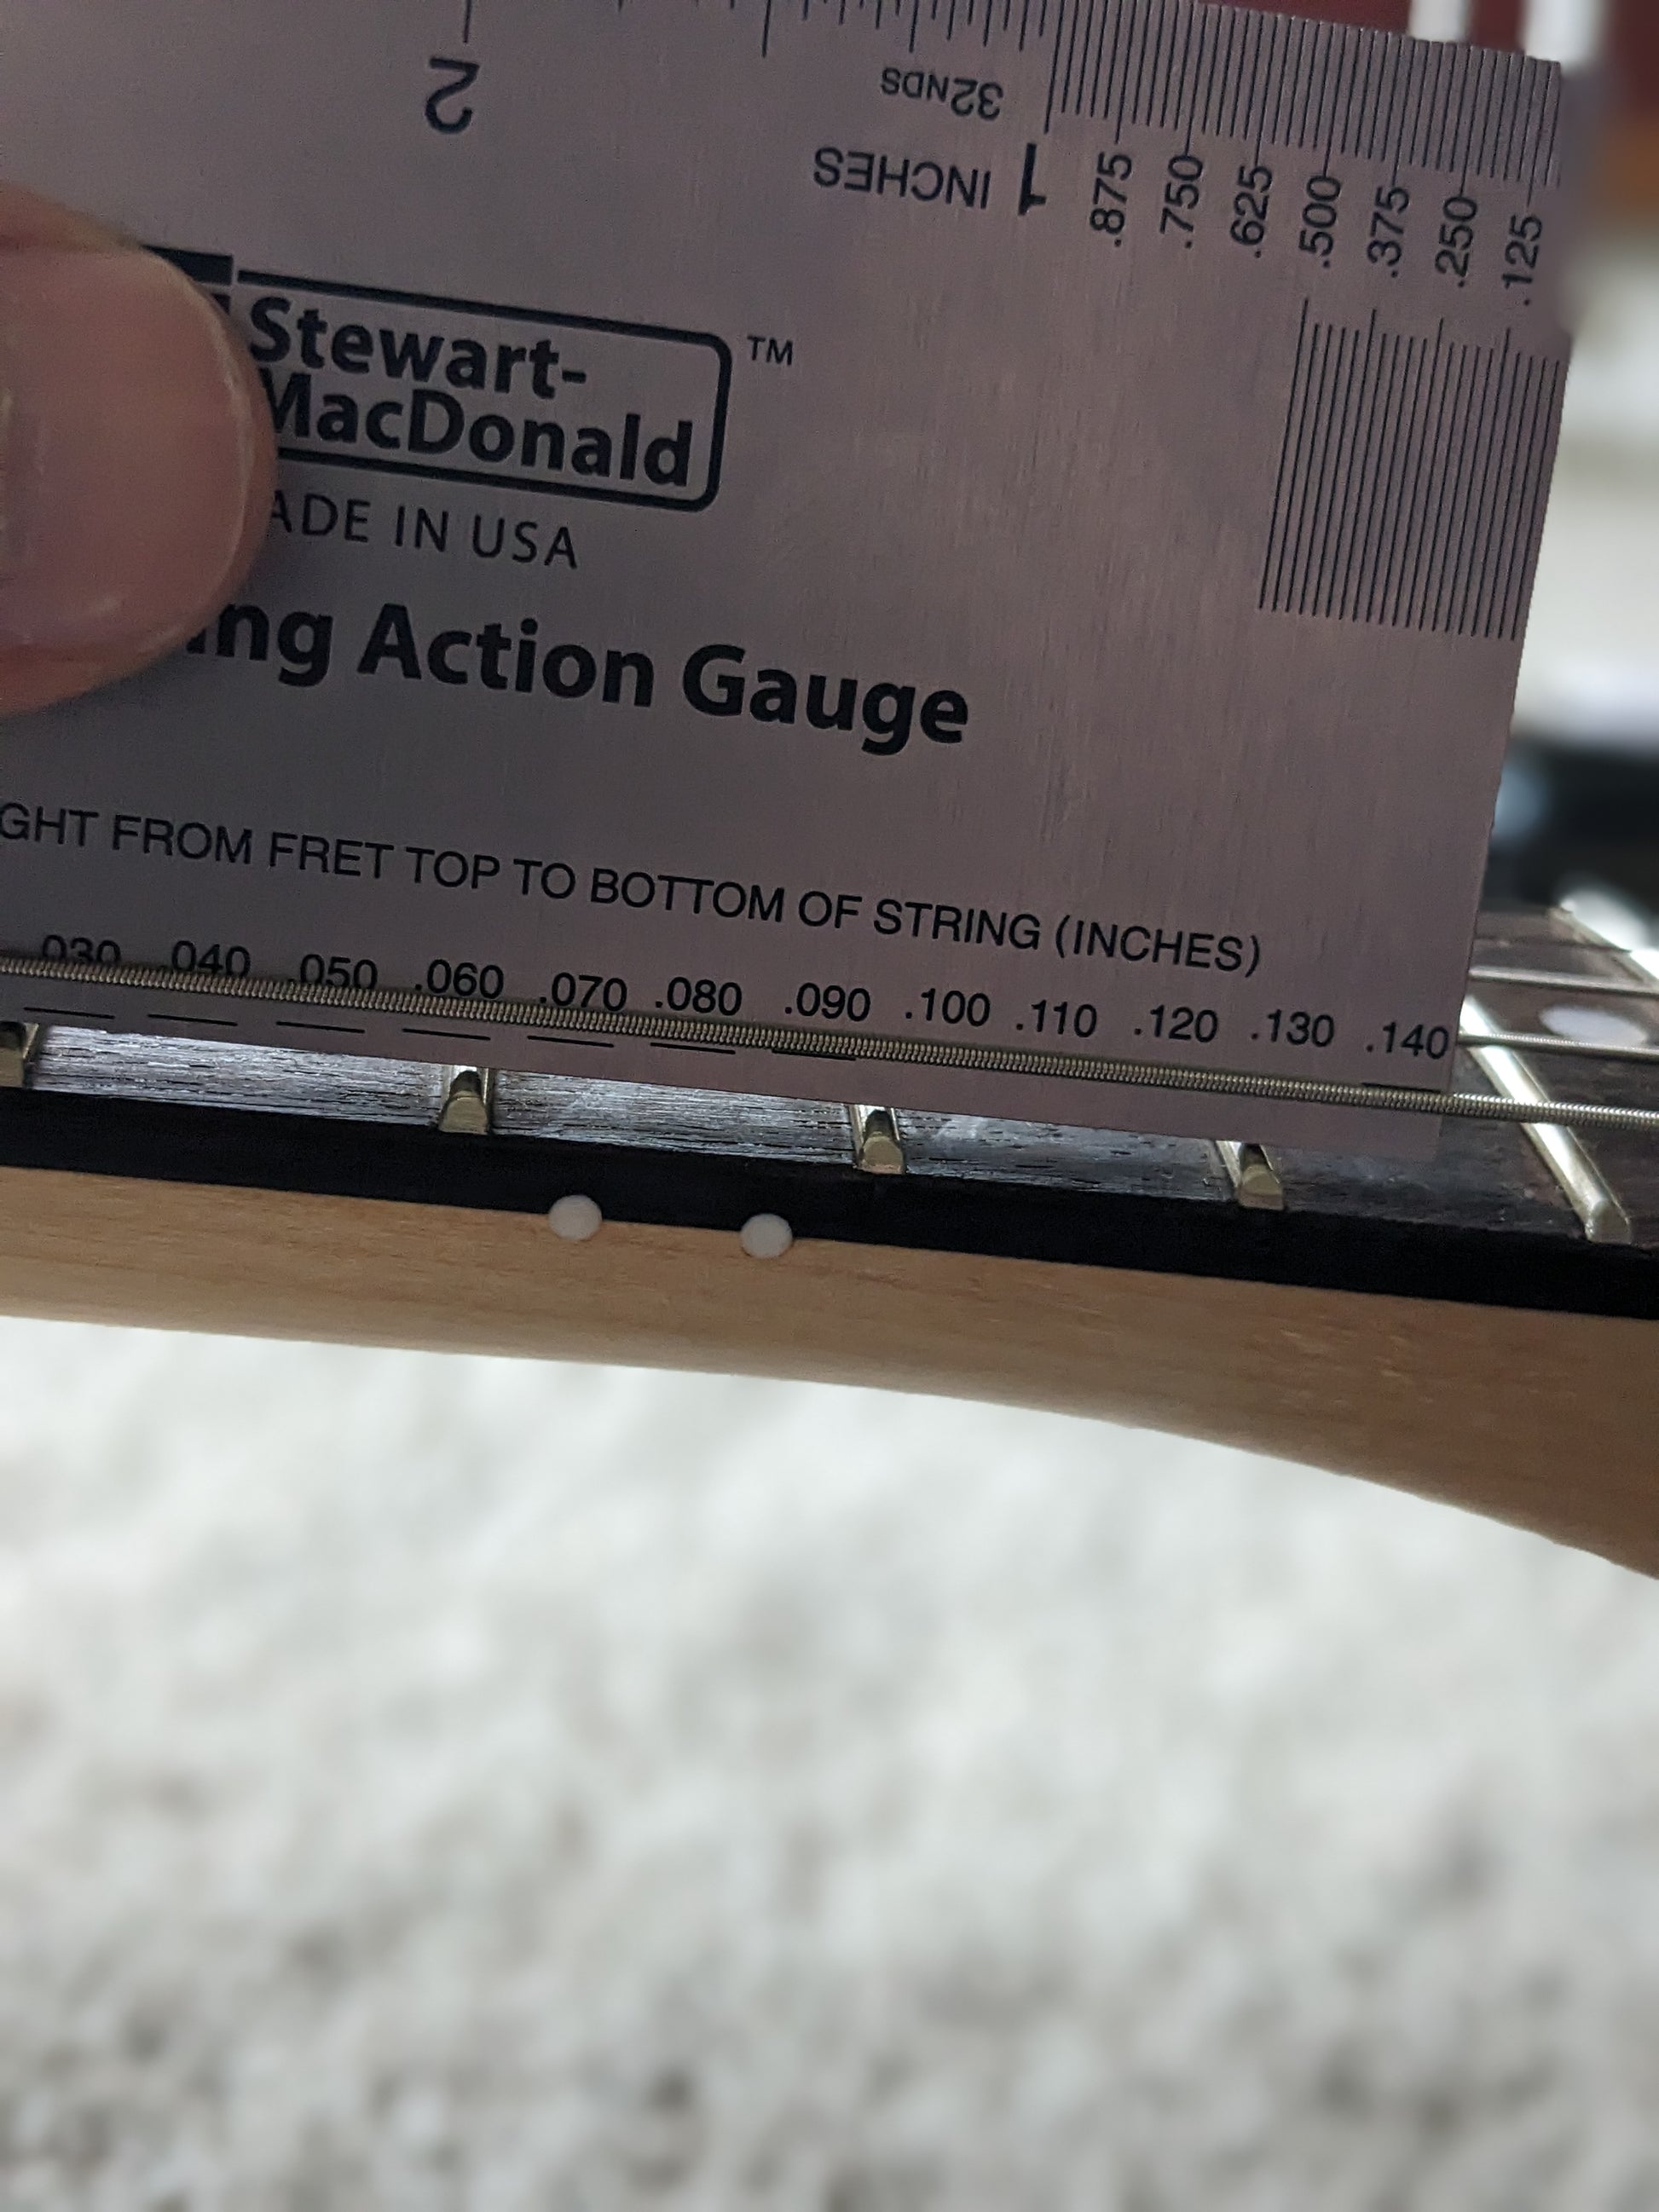 2
32NDS
1 INCHES
.875 .750 .625 .500 .375 .250 .125
Stewart-
MacDonald ™
ADE IN USA
ing Action Gauge
GHT FROM FRET TOP TO BOTTOM OF STRING (INCHES)
.030 .040 .050 .060 .070 .080 .090 .100 .110 .120 .130 .140